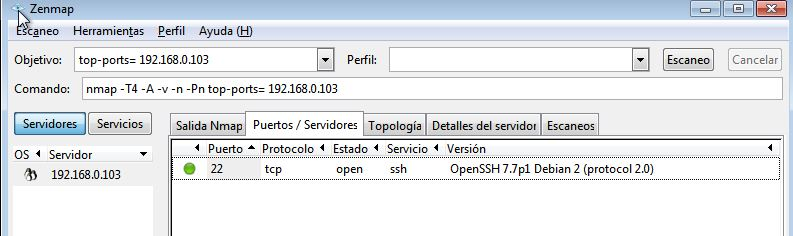 Zenmap
Escaneo Herramientas Perfil Ayuda (H)
Objetivo: top-ports= 192.168.0.103 Perfil: Escaneo Cancelar
Comando: nmap -T4 -A -v -n -Pn top-ports= 192.168.0.103
Servidores Servicios Salida Nmap Puertos / Servidores Topología Detalles del servidor Escaneos
OS Servidor Puerto Protocolo Estado Servicio Versión
192.168.0.103 22 tcp open ssh OpenSSH 7.7p1 Debian 2 (protocol 2.0)